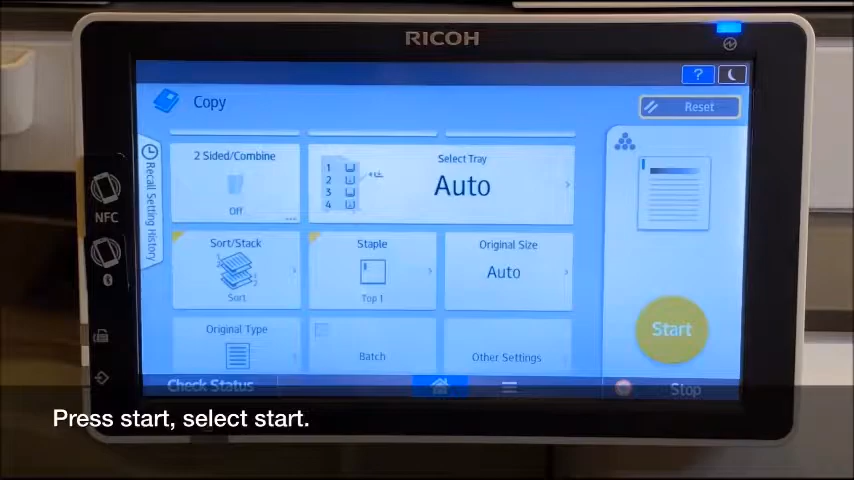 RICOH
?
Copy
Reset
Recall Setting History
2 Sided/Combine
Off
Select Tray
1
2
3
4
Auto
Sort/Stack
Sort
Staple
Top 1
Original Size
Auto
NFC
Start
Original Type
Batch
Other Settings
Check Status
Stop
Press start, select start.